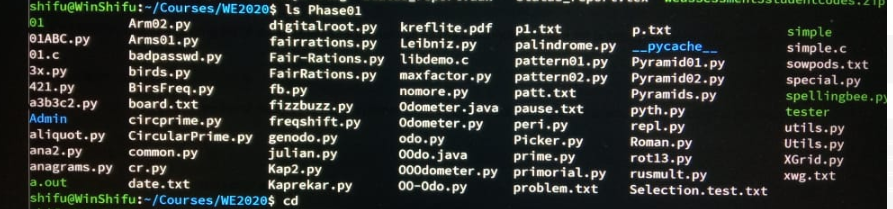 shifu@WinShifu:~/Courses/WE2020$ ls Phase01
01 Arm02.py digitalroot.py kreflite.pdf p1.txt p.txt simple
01ABC.py Arms01.py fairrations.py Leibniz.py palindrome.py __pycache__ simple.c
01.c badpasswd.py Fair-Rations.py libdemo.c pattern01.py Pyramid01.py sowpods.txt
3x.py birds.py FairRations.py maxfactor.py pattern02.py Pyramid02.py special.py
421.py BirsFreq.py fb.py nomore.py patt.txt Pyramids.py spellingbee.py
a3b3c2.py board.txt fizzbuzz.py Odometer.java pause.txt pyth.py tester
Admin circprime.py freqshift.py Odometer.py peri.py repl.py utils.py
aliquot.py CircularPrime.py genodo.py odo.py Picker.py Roman.py Utils.py
ana2.py common.py julian.py OOdo.java prime.py rot13.py XGrid.py
anagrams.py cr.py Kap2.py OOOdometer.py primorial.py rusmult.py xwg.txt
a.out date.txt Kaprekar.py OO-Odo.py problem.txt Selection.test.txt
shifu@WinShifu:~/Courses/WE2020$ cd